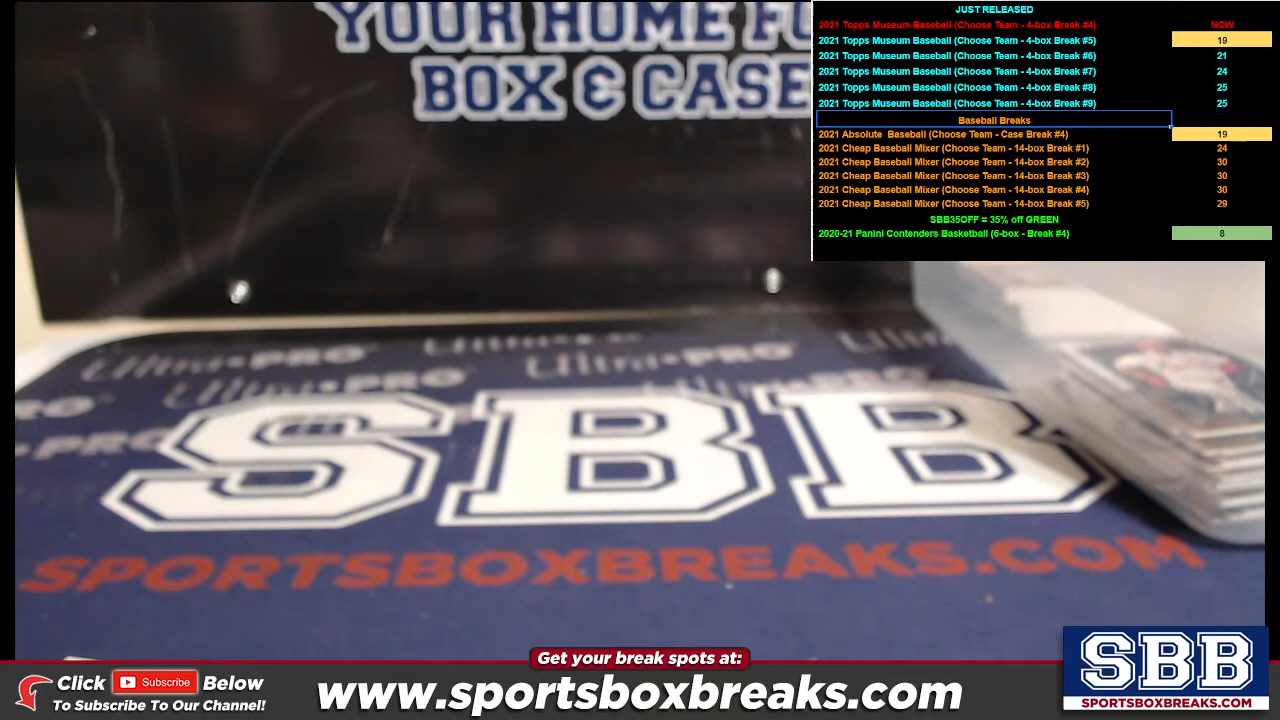 YOUR HOME FO
BOX & CASE
JUST RELEASED
2021 Topps Museum Baseball (Choose Team - 4-box Break #4) NOW
2021 Topps Museum Baseball (Choose Team - 4-box Break #5) 19
2021 Topps Museum Baseball (Choose Team - 4-box Break #6) 21
2021 Topps Museum Baseball (Choose Team - 4-box Break #7) 24
2021 Topps Museum Baseball (Choose Team - 4-box Break #8) 25
2021 Topps Museum Baseball (Choose Team - 4-box Break #9) 25
Baseball Breaks
2021 Absolute Baseball (Choose Team - Case Break #4) 19
2021 Cheap Baseball Mixer (Choose Team - 14-box Break #1) 24
2021 Cheap Baseball Mixer (Choose Team - 14-box Break #2) 30
2021 Cheap Baseball Mixer (Choose Team - 14-box Break #3) 30
2021 Cheap Baseball Mixer (Choose Team - 14-box Break #4) 30
2021 Cheap Baseball Mixer (Choose Team - 14-box Break #5) 29
SBB35OFF = 35% off GREEN
2020-21 Panini Contenders Basketball (6-box - Break #4) 8
Ultra•PRO
Ultra•PRO
Ultra•PRO
SBB
SPORTSBOXBREAKS.COM
Get your break spots at:
Click Subscribe Below
To Subscribe To Our Channel!
www.sportsboxbreaks.com
SBB
SPORTSBOXBREAKS.COM